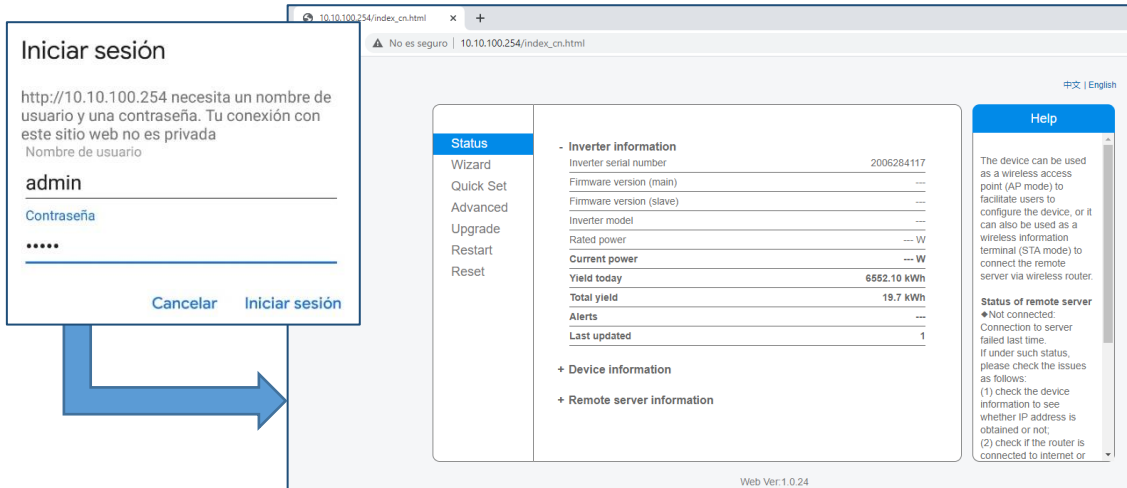 Iniciar sesión
http://10.10.100.254 necesita un nombre de
usuario y una contraseña. Tu conexión con
este sitio web no es privada
Nombre de usuario
admin
Contraseña
•••••
Cancelar Iniciar sesión
10.10.100.254/index_cn.html × +
No es seguro | 10.10.100.254/index_cn.html
中文 | English
Status
Wizard
Quick Set
Advanced
Upgrade
Restart
Reset
- Inverter information
Inverter serial number 2006284117
Firmware version (main) ---
Firmware version (slave) ---
Inverter model ---
Rated power --- W
Current power --- W
Yield today 6552.10 kWh
Total yield 19.7 kWh
Alerts ---
Last updated 1
+ Device information
+ Remote server information
Help
The device can be used
as a wireless access
point (AP mode) to
facilitate users to
configure the device, or it
can also be used as a
wireless information
terminal (STA mode) to
connect the remote
server via wireless router.
Status of remote server
◆Not connected:
Connection to server
failed last time.
If under such status,
please check the issues
as follows:
(1) check the device
information to see
whether IP address is
obtained or not;
(2) check if the router is
connected to internet or
Web Ver:1.0.24